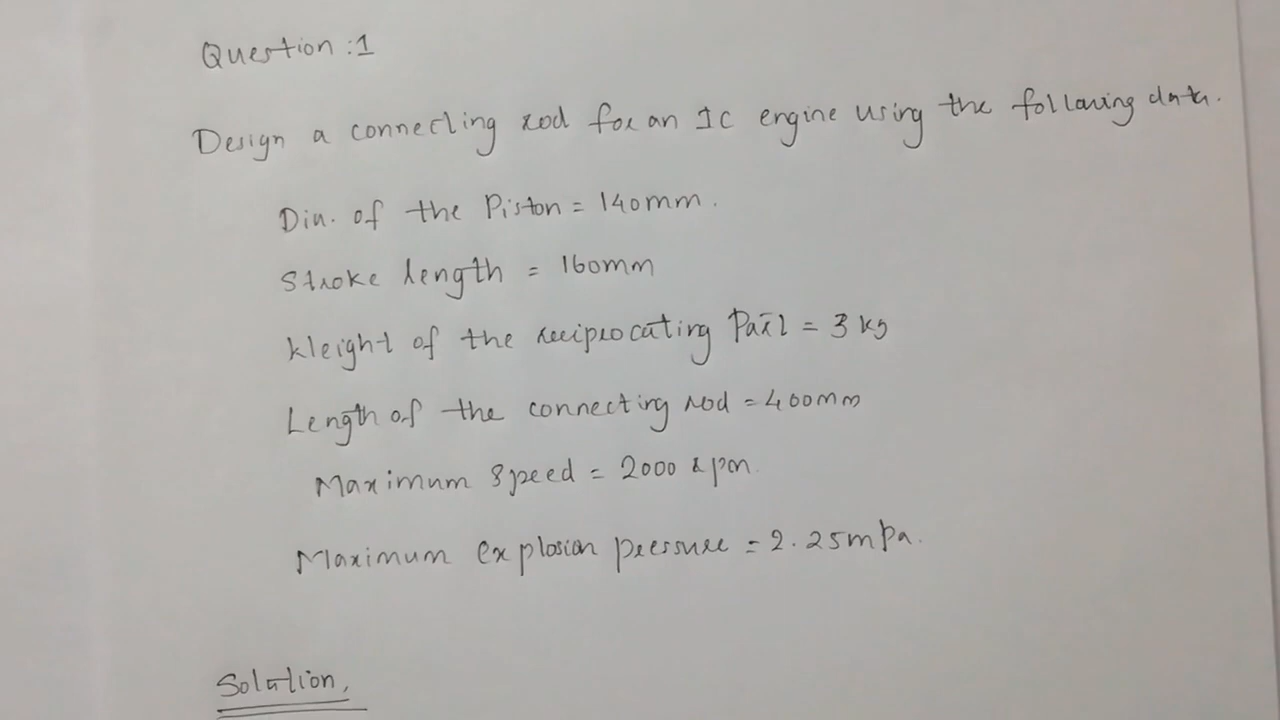 Question :1
Design a connecting rod for an IC engine using the following data.
Dia. of the Piston = 140mm.
Stroke length = 160mm
Weight of the reciprocating Part = 3 kg
Length of the connecting rod = 400mm
Maximum Speed = 2000 rpm.
Maximum explosion pressure = 2.25mpa.
Solution,